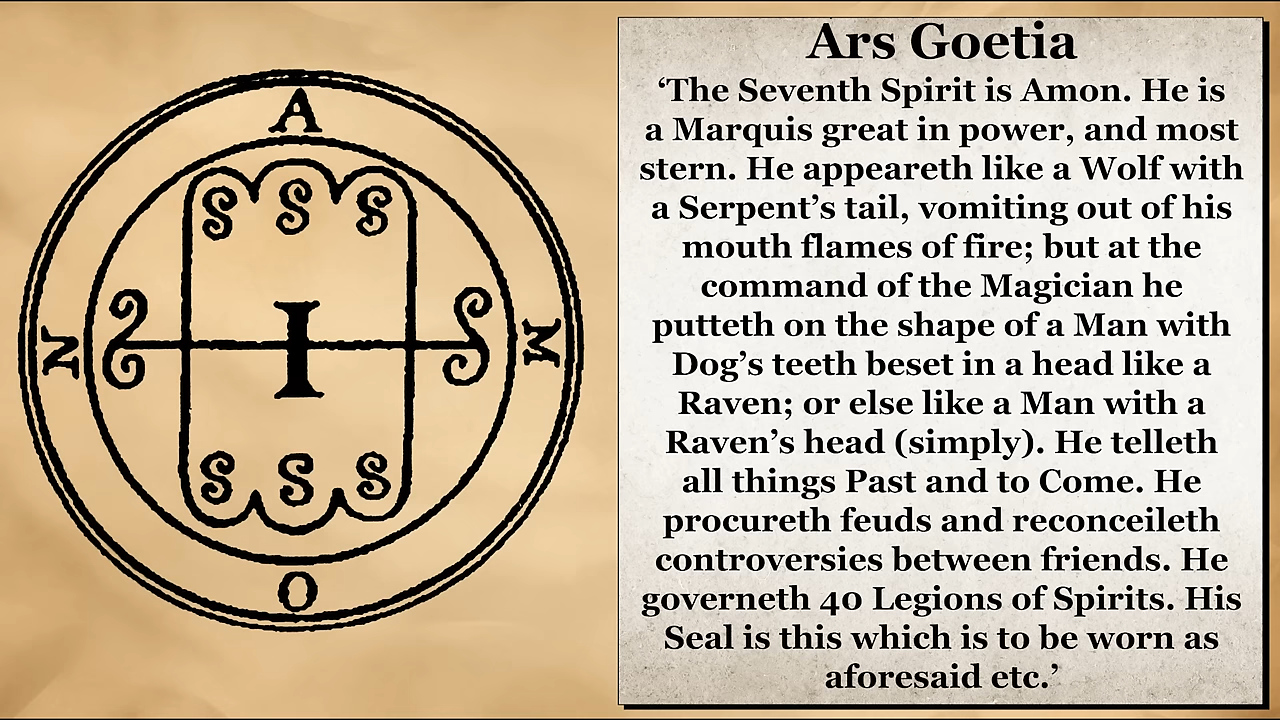 A
S S S
N I M
S S S
O
Ars Goetia
‘The Seventh Spirit is Amon. He is
a Marquis great in power, and most
stern. He appeareth like a Wolf with
a Serpent’s tail, vomiting out of his
mouth flames of fire; but at the
command of the Magician he
putteth on the shape of a Man with
Dog’s teeth beset in a head like a
Raven; or else like a Man with a
Raven’s head (simply). He telleth
all things Past and to Come. He
procureth feuds and reconceileth
controversies between friends. He
governeth 40 Legions of Spirits. His
Seal is this which is to be worn as
aforesaid etc.’